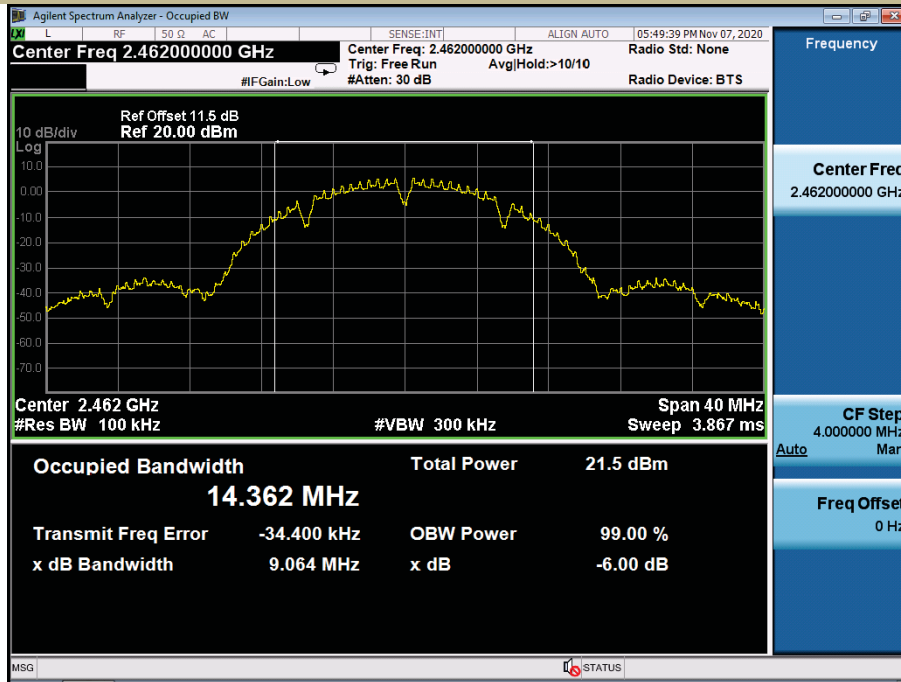 Agilent Spectrum Analyzer - Occupied BW
LXI L RF 50 Ω AC SENSE:INT ALIGN AUTO 05:49:39 PM Nov 07, 2020
Center Freq 2.462000000 GHz
#IFGain:Low
Center Freq: 2.462000000 GHz
Trig: Free Run Avg|Hold:>10/10
#Atten: 30 dB
Radio Std: None
Radio Device: BTS
Frequency
Ref Offset 11.5 dB
10 dB/div Ref 20.00 dBm
Log
10.0
0.00
-10.0
-20.0
-30.0
-40.0
-50.0
-60.0
-70.0
Center 2.462 GHz Span 40 MHz
#Res BW 100 kHz #VBW 300 kHz Sweep 3.867 ms
Center Freq
2.462000000 GHz
CF Step
4.000000 MHz
Auto Man
Freq Offset
0 Hz
Occupied Bandwidth Total Power 21.5 dBm
14.362 MHz
Transmit Freq Error -34.400 kHz OBW Power 99.00 %
x dB Bandwidth 9.064 MHz x dB -6.00 dB
MSG STATUS